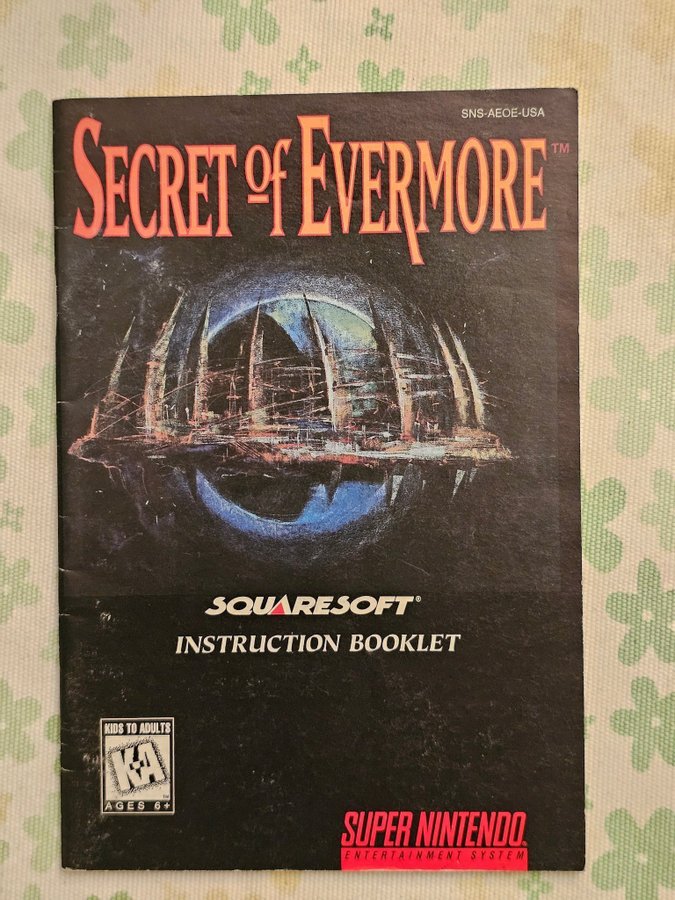 SNS-AEOE-USA
SECRET of EVERMORE™
SQUARESOFT®
INSTRUCTION BOOKLET
KIDS TO ADULTS
K-A
AGES 6+
SUPER NINTENDO®
ENTERTAINMENT SYSTEM